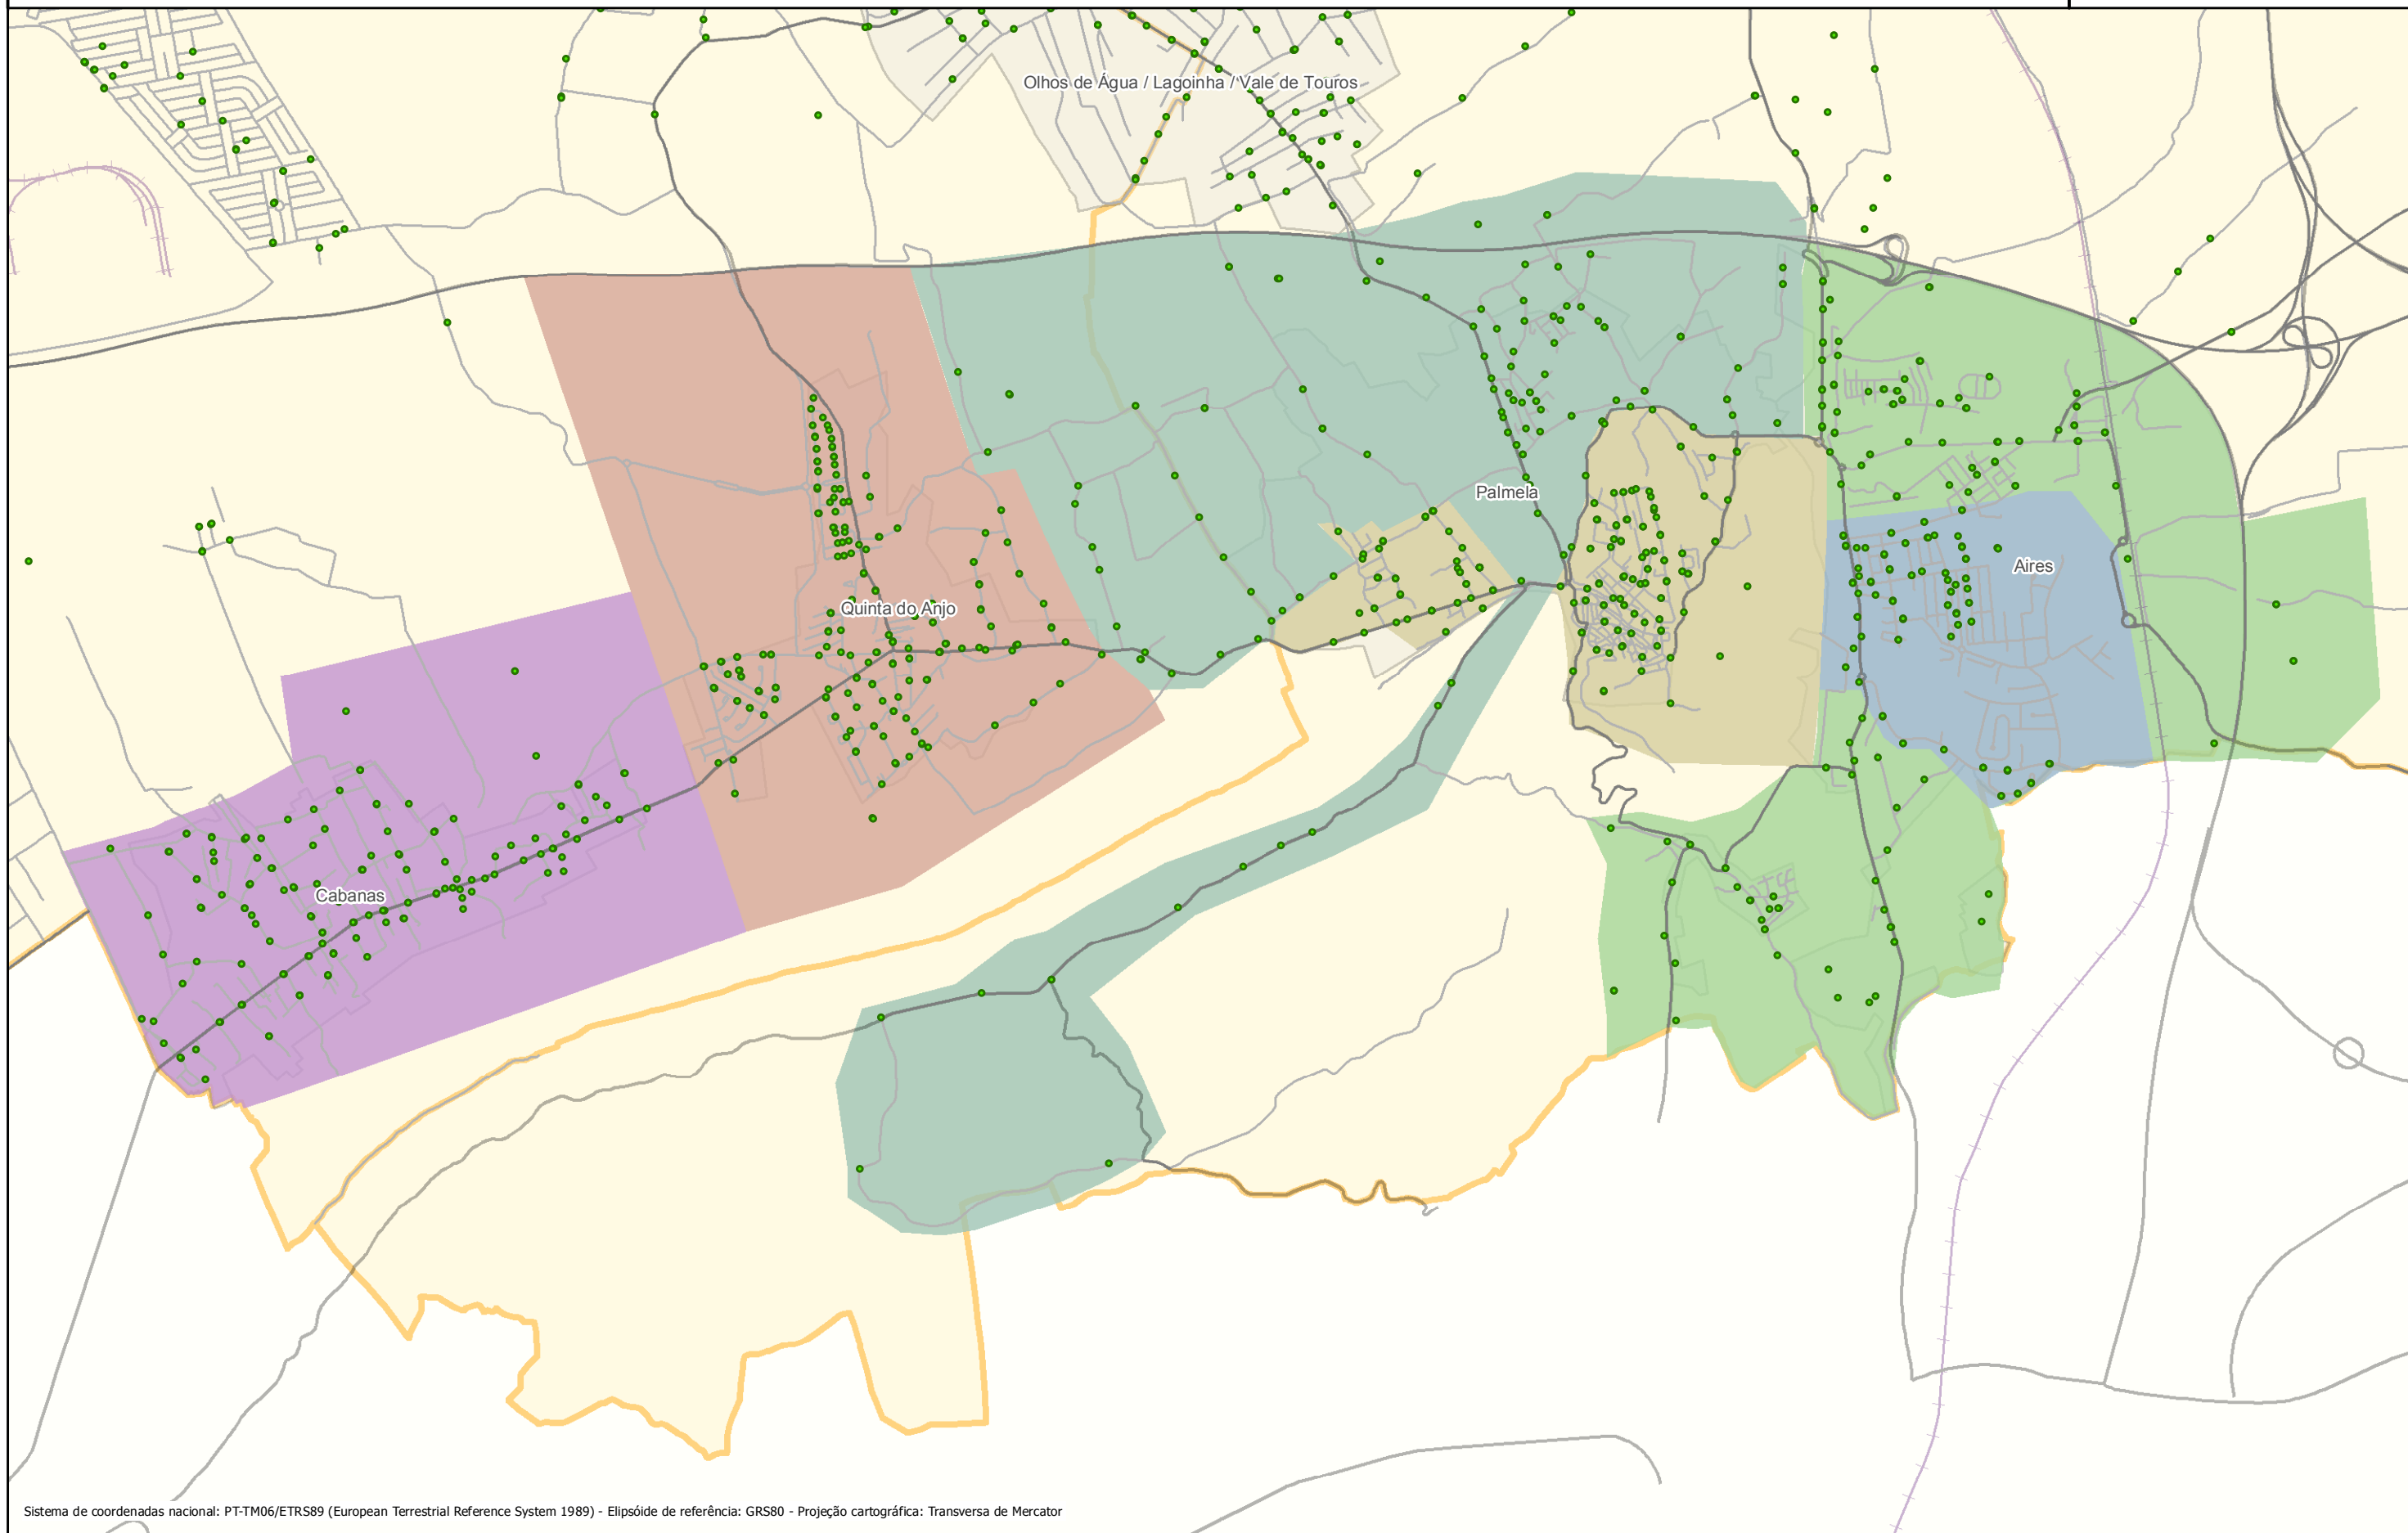 Olhos de Água / Lagoinha / Vale de Touros
Palmela
Aires
Quinta do Anjo
Cabanas
Sistema de coordenadas nacional: PT-TM06/ETRS89 (European Terrestrial Reference System 1989) - Elipsóide de referência: GRS80 - Projeção cartográfica: Transversa de Mercator